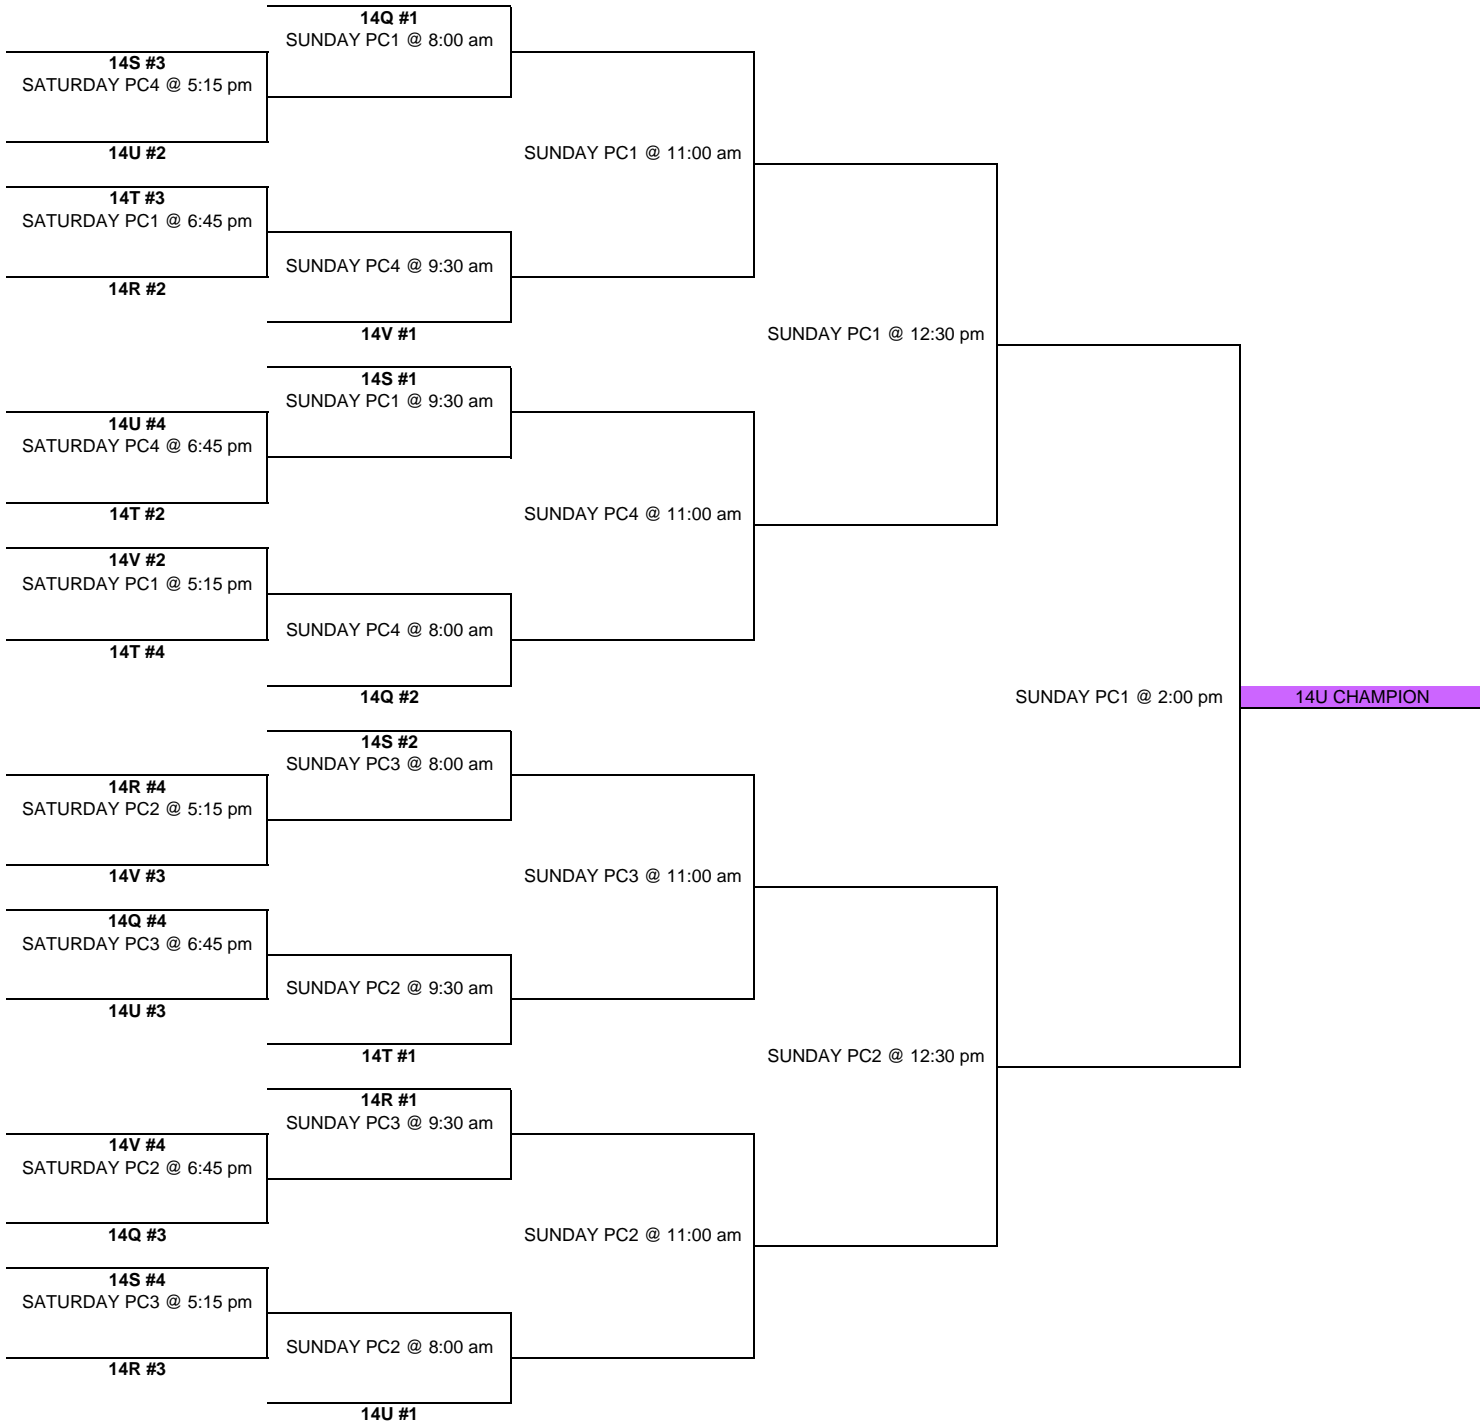 14Q #1
SUNDAY PC1 @ 8:00 am
14S #3
SATURDAY PC4 @ 5:15 pm
14U #2
SUNDAY PC1 @ 11:00 am
14T #3
SATURDAY PC1 @ 6:45 pm
SUNDAY PC4 @ 9:30 am
14R #2
14V #1
SUNDAY PC1 @ 12:30 pm
14S #1
SUNDAY PC1 @ 9:30 am
14U #4
SATURDAY PC4 @ 6:45 pm
14T #2
SUNDAY PC4 @ 11:00 am
14V #2
SATURDAY PC1 @ 5:15 pm
SUNDAY PC4 @ 8:00 am
14T #4
14Q #2
SUNDAY PC1 @ 2:00 pm
14U CHAMPION
14S #2
SUNDAY PC3 @ 8:00 am
14R #4
SATURDAY PC2 @ 5:15 pm
14V #3
SUNDAY PC3 @ 11:00 am
14Q #4
SATURDAY PC3 @ 6:45 pm
SUNDAY PC2 @ 9:30 am
14U #3
14T #1
SUNDAY PC2 @ 12:30 pm
14R #1
SUNDAY PC3 @ 9:30 am
14V #4
SATURDAY PC2 @ 6:45 pm
14Q #3
SUNDAY PC2 @ 11:00 am
14S #4
SATURDAY PC3 @ 5:15 pm
SUNDAY PC2 @ 8:00 am
14R #3
14U #1